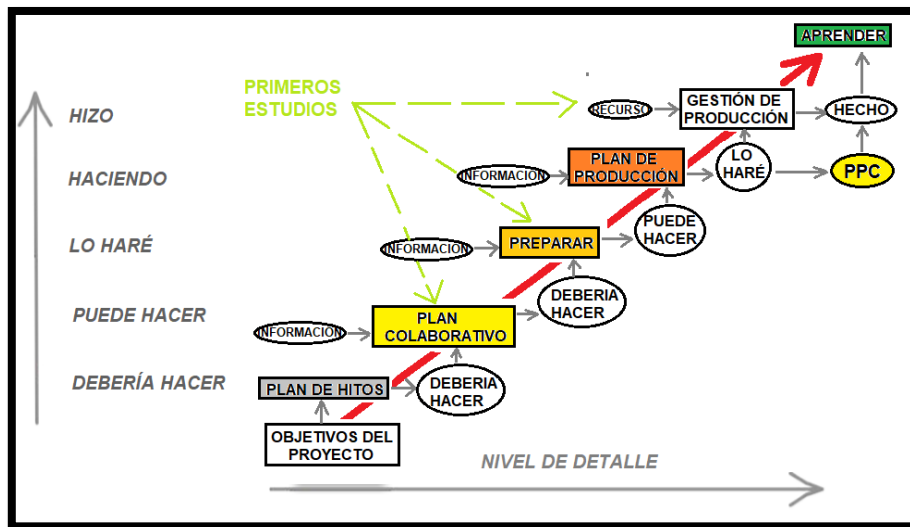 APRENDER
PRIMEROS
ESTUDIOS
HIZO
RECURSO
GESTIÓN DE
PRODUCCIÓN
HECHO
HACIENDO
INFORMACIÓN
PLAN DE
PRODUCCIÓN
LO
HARÉ
PPC
LO HARÉ
INFORMACIÓN
PREPARAR
PUEDE
HACER
PUEDE HACER
INFORMACIÓN
PLAN
COLABORATIVO
DEBERIA
HACER
DEBERÍA HACER
PLAN DE HITOS
DEBERIA
HACER
OBJETIVOS DEL
PROYECTO
NIVEL DE DETALLE